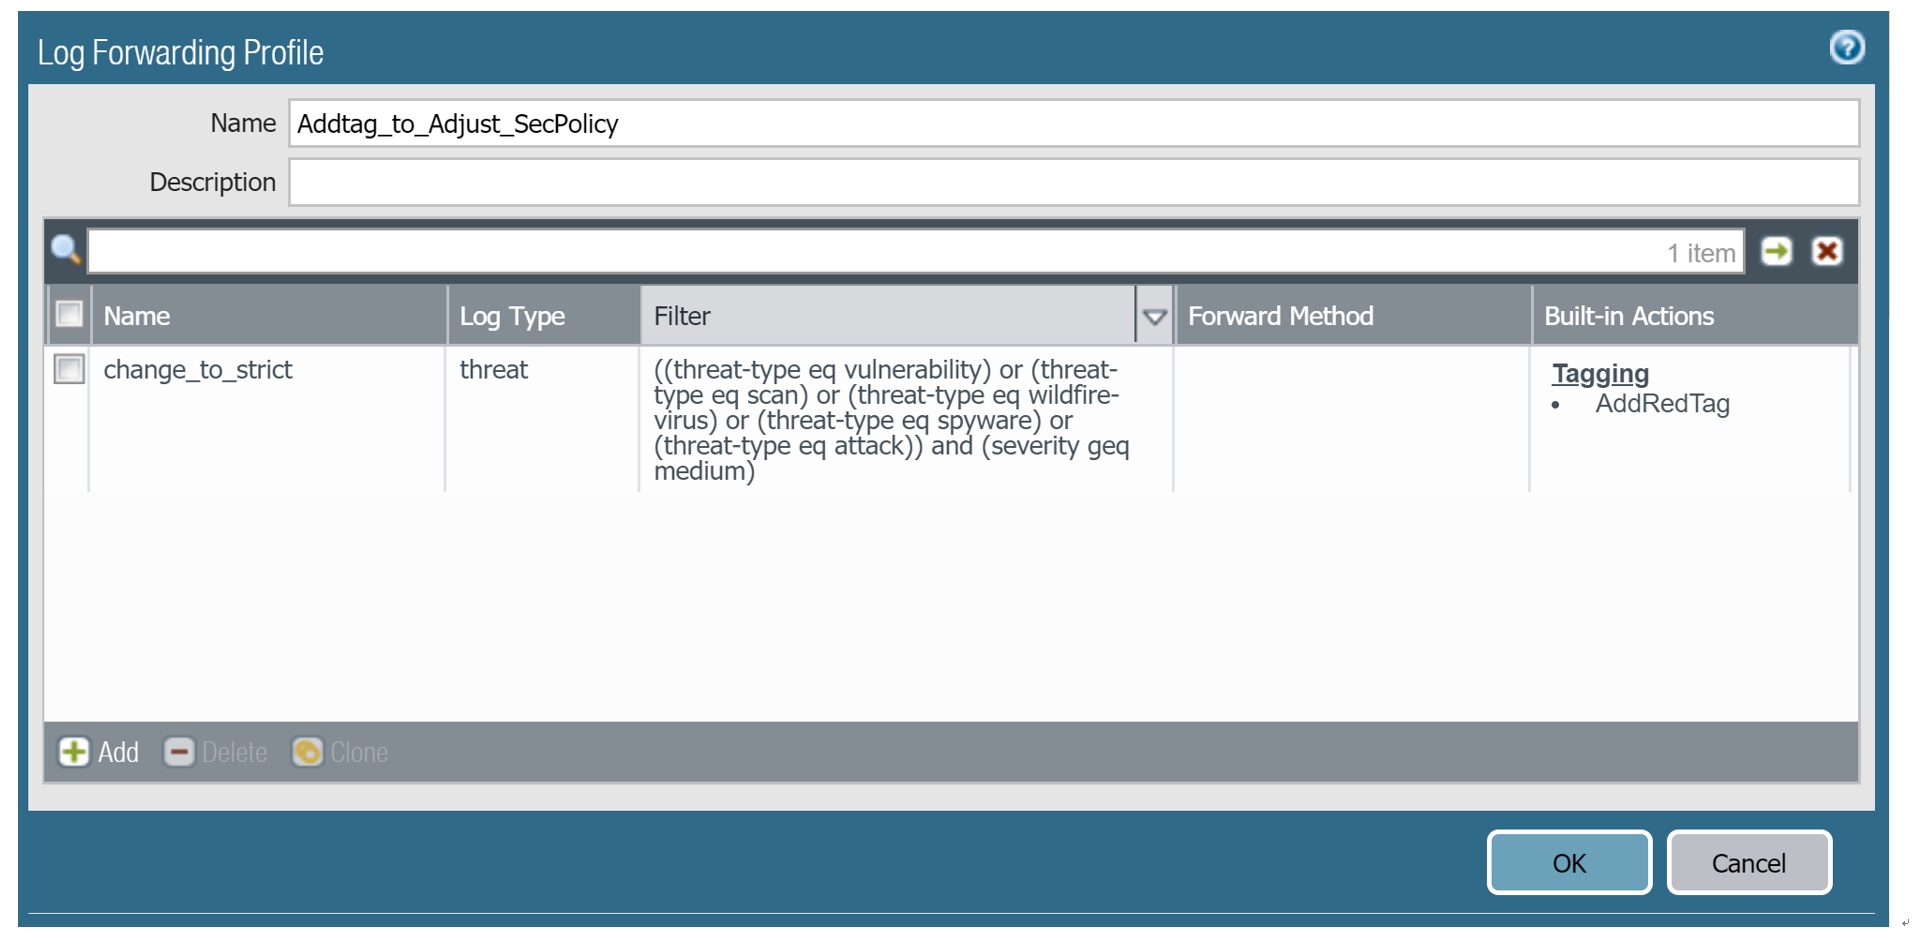 Log Forwarding Profile
Name
Addtag_to_Adjust_SecPolicy
Description
1 item
Name
Log Type
Filter
Forward Method
Built-in Actions
change_to_strict
threat
((threat-type eq vulnerability) or (threat-
type eq scan) or (threat-type eq wildfire-
virus) or (threat-type eq spyware) or
(threat-type eq attack)) and (severity geq
medium)
Tagging
• AddRedTag
Add
Delete
Clone
OK
Cancel